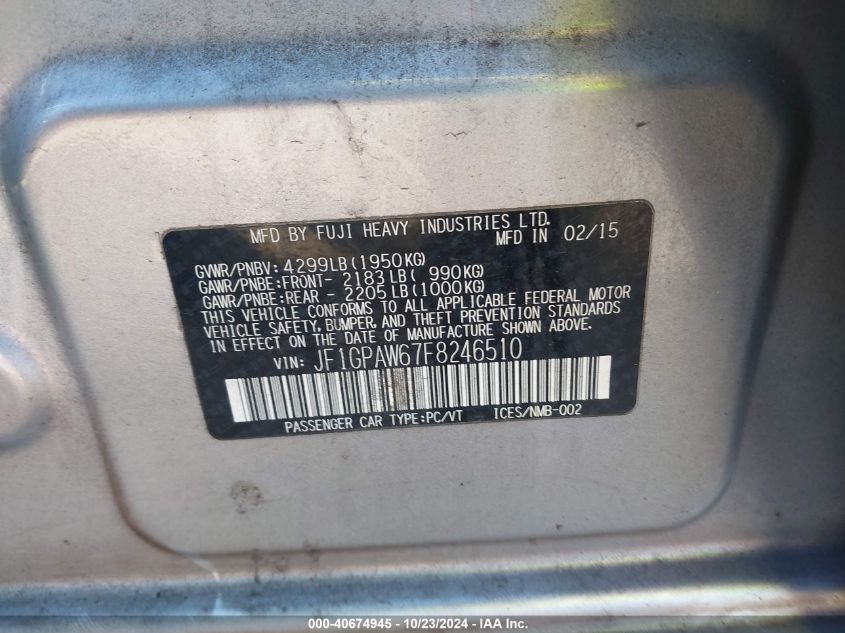 MFD BY FUJI HEAVY INDUSTRIES LTD.
MFD IN 02/15
GVWR/PNBV: 4299LB(1950KG)
GAWR/PNBE:FRONT- 2183LB( 990KG)
GAWR/PNBE:REAR - 2205LB(1000KG)
THIS VEHICLE CONFORMS TO ALL APPLICABLE FEDERAL MOTOR
VEHICLE SAFETY, BUMPER, AND THEFT PREVENTION STANDARDS
IN EFFECT ON THE DATE OF MANUFACTURE SHOWN ABOVE.
VIN: JF1GPAW67F8246510
PASSENGER CAR TYPE:PC/VT ICES/NMB-002
000-40674945 - 10/23/2024 - IAA Inc.